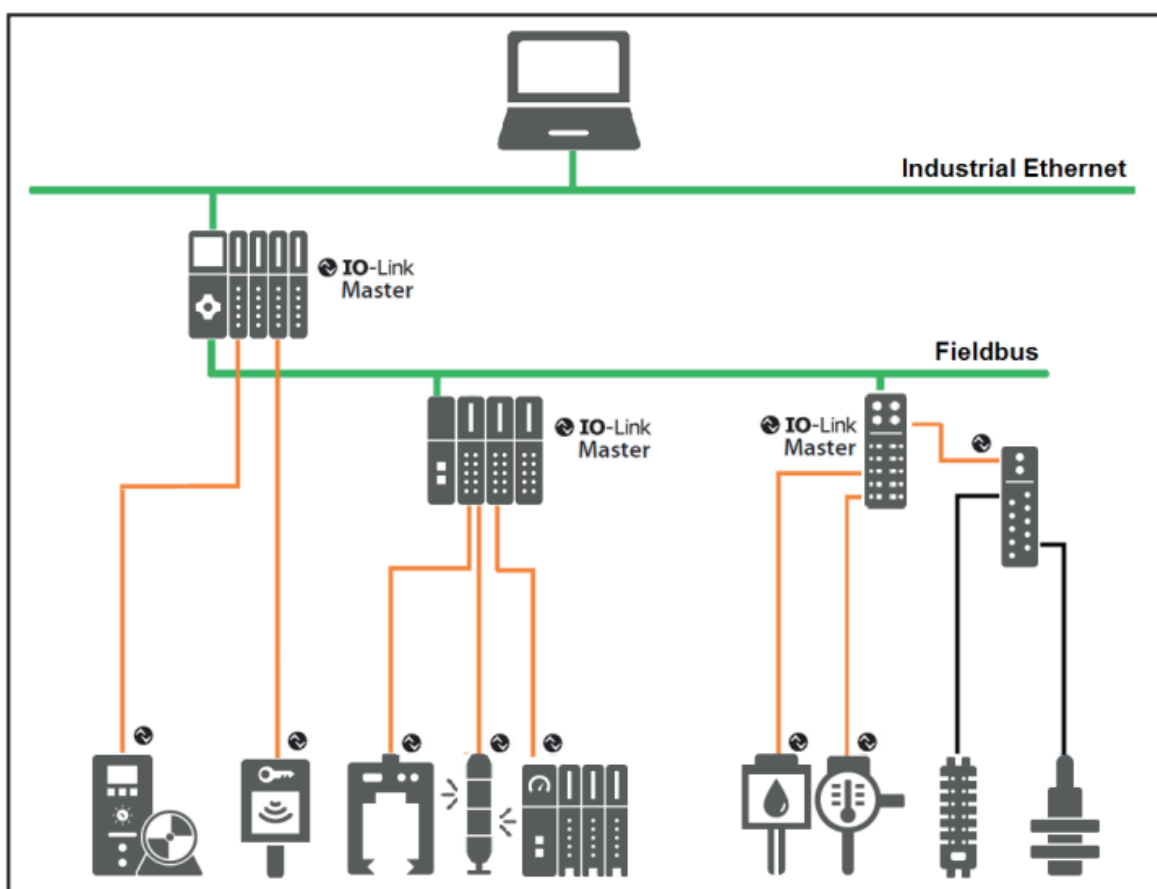 Industrial Ethernet
IO-Link
Master
Fieldbus
IO-Link
Master
IO-Link
Master